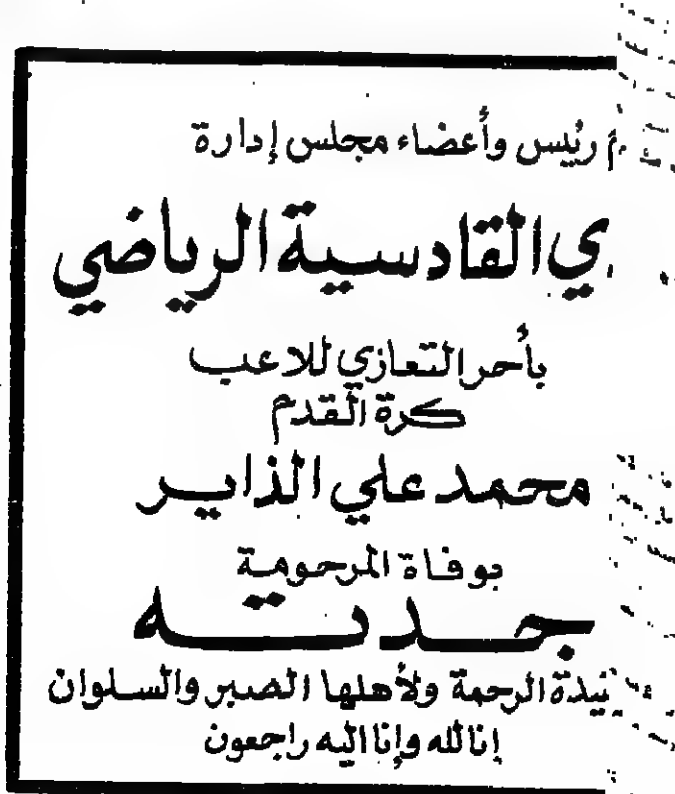 م رئيس وأعضاء مجلس إدارة
ي القادسية الرياضي
بأحر التعازي للاعب
كرة القدم
محمد علي الذاير
بوفاة المرحومة
جدته
الرحمة ولأهلها الصبر والسلوان
إنا لله وإنا إليه راجعون